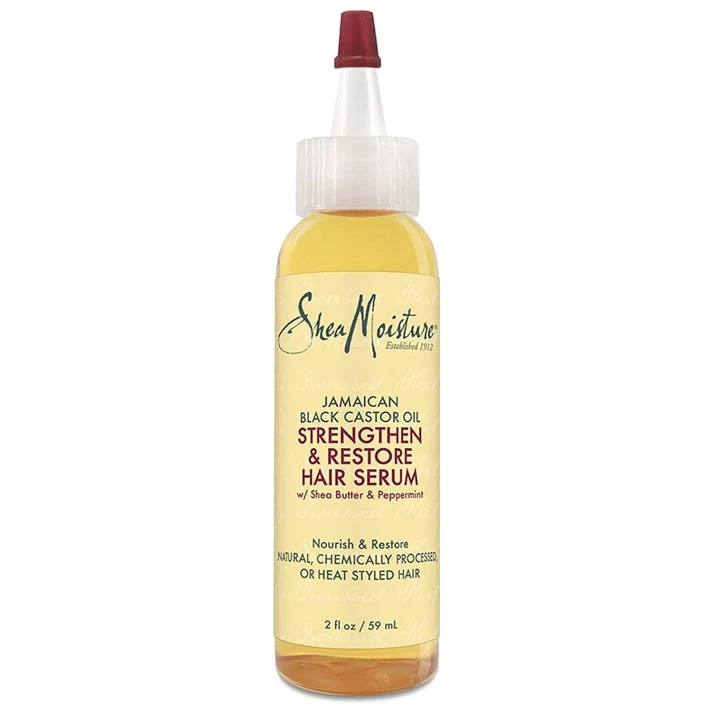 SheaMoisture
Established 1912
JAMAICAN
BLACK CASTOR OIL
STRENGTHEN
& RESTORE
HAIR SERUM
w/ Shea Butter & Peppermint
Nourish & Restore
NATURAL, CHEMICALLY PROCESSED,
OR HEAT STYLED HAIR
2 fl oz / 59 mL